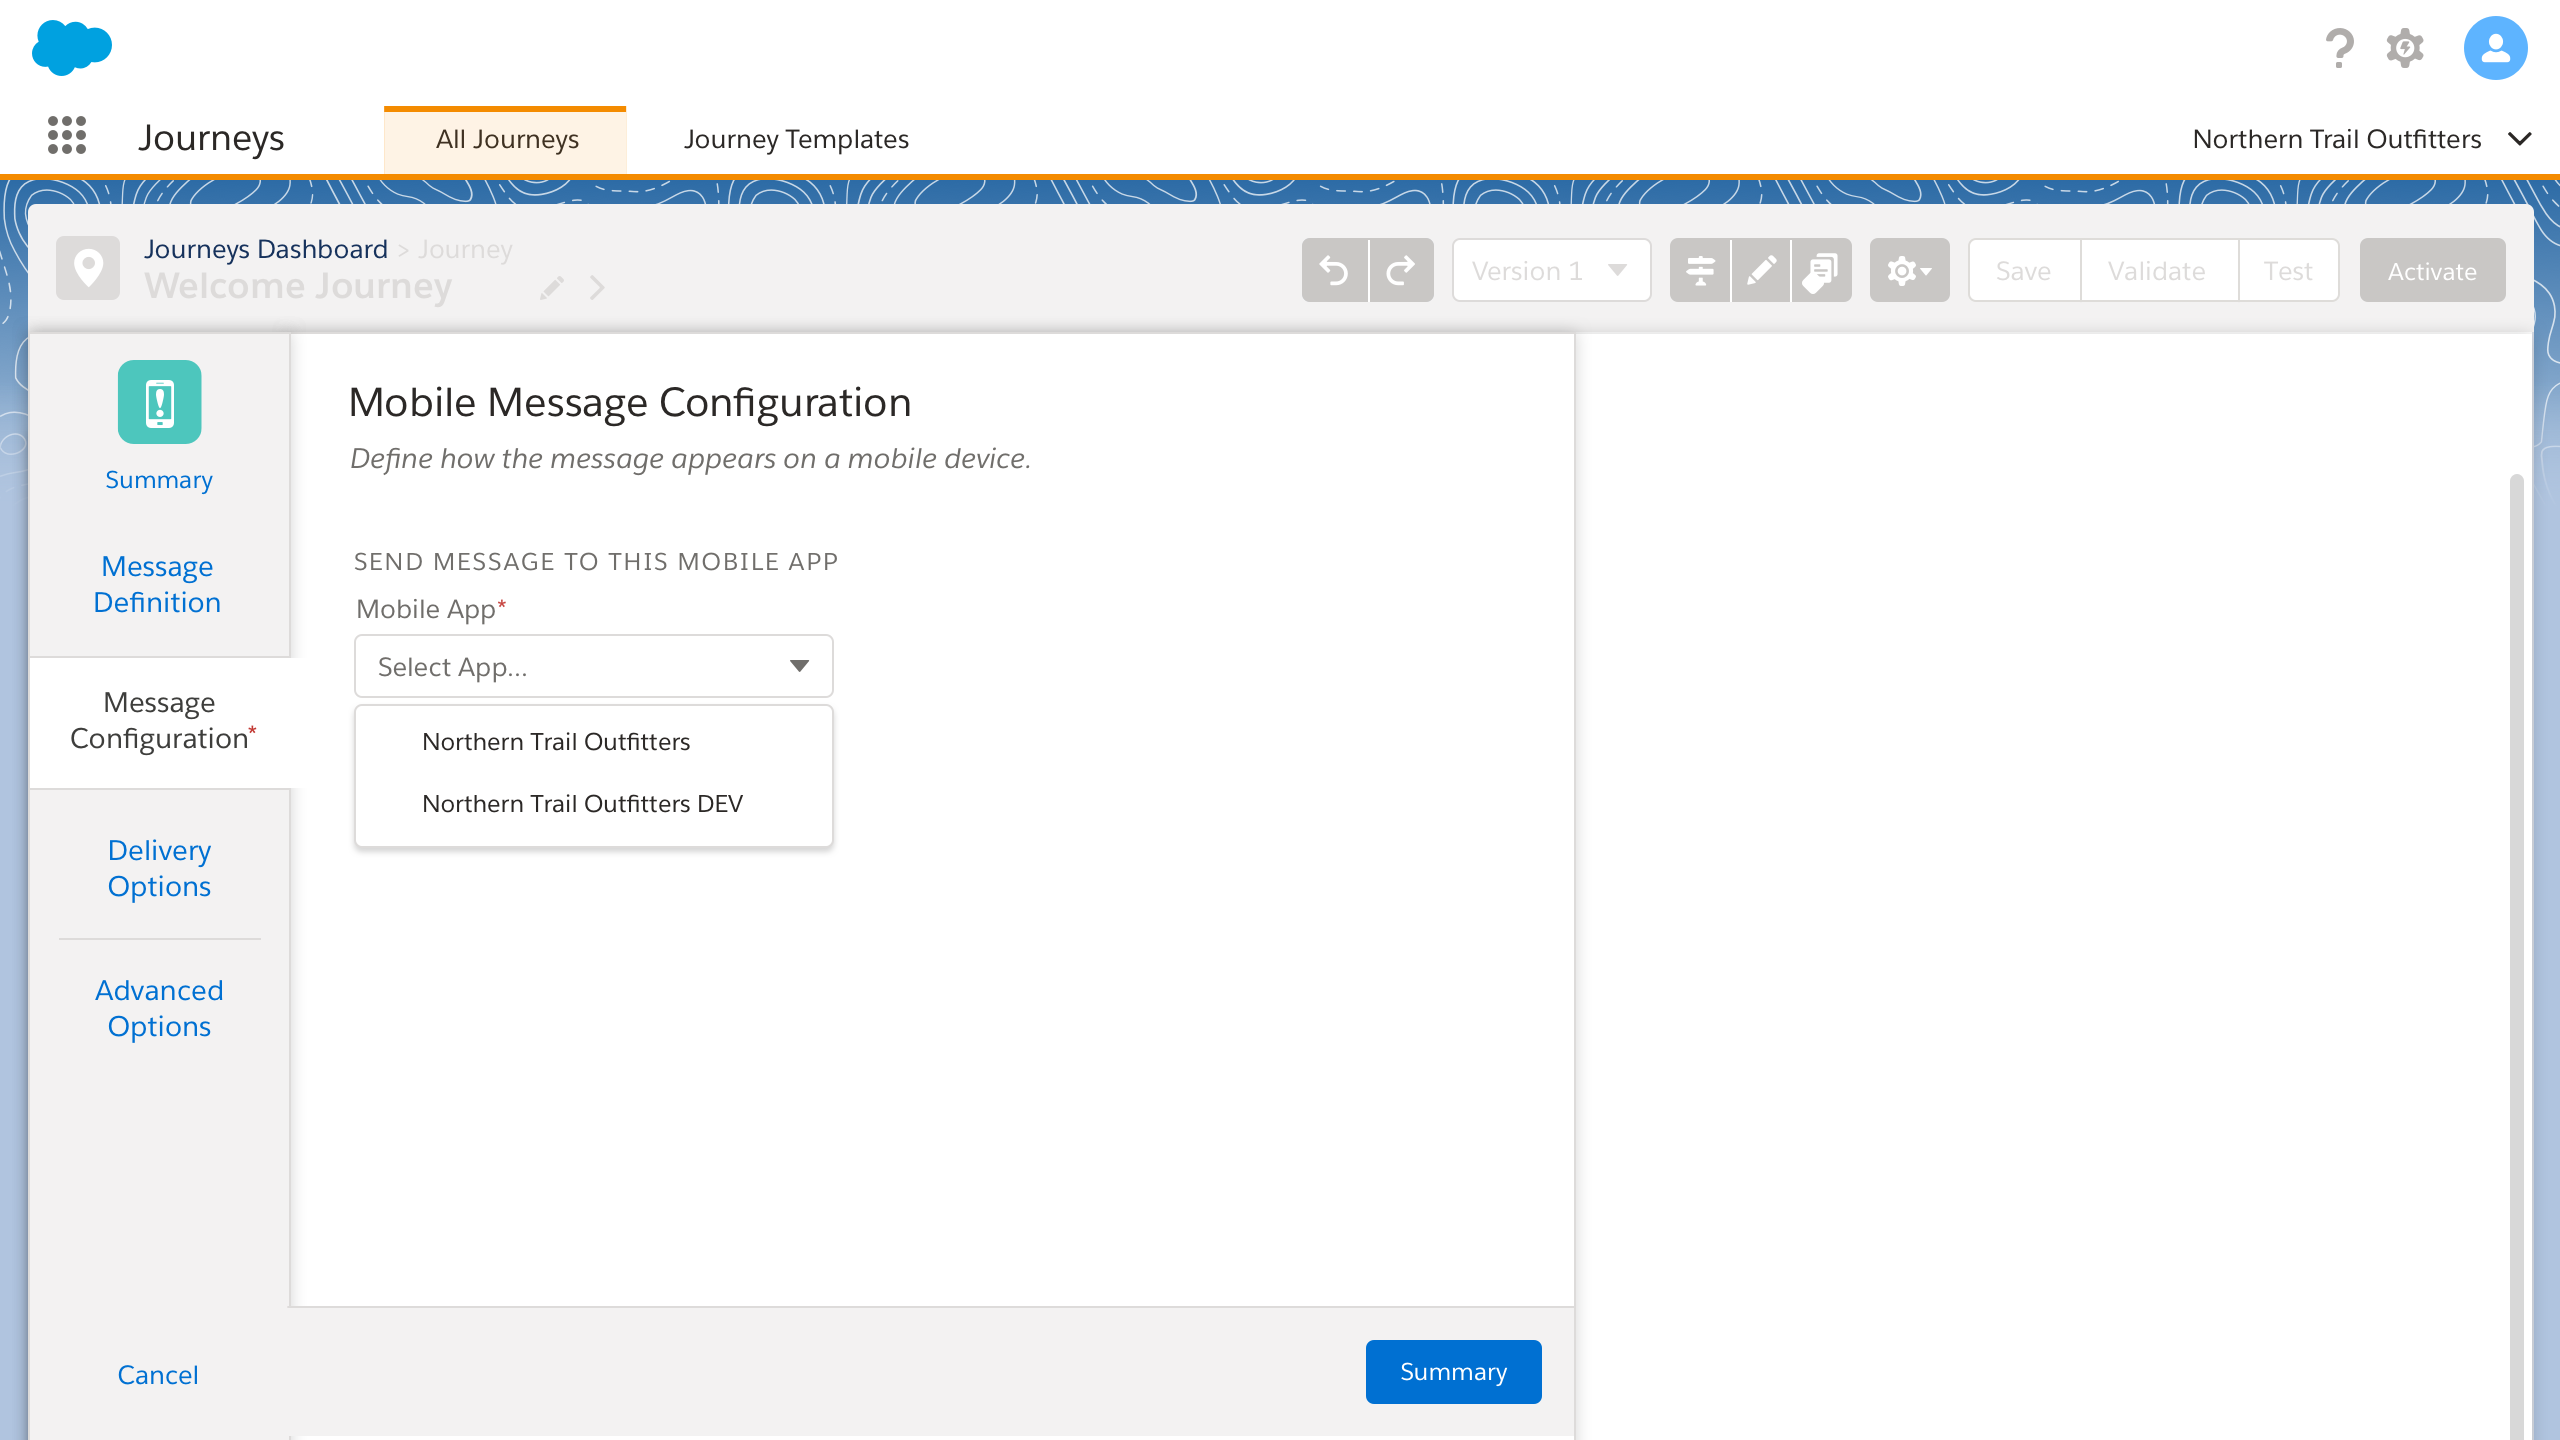 Journeys
All Journeys
Journey Templates
Northern Trail Outfitters
Journeys Dashboard > Journey
Welcome Journey
Version 1
Save
Validate
Test
Activate
Summary
Message
Definition
Message
Configuration*
Delivery
Options
Advanced
Options
Cancel
Mobile Message Configuration
Define how the message appears on a mobile device.
SEND MESSAGE TO THIS MOBILE APP
Mobile App*
Select App...
Northern Trail Outfitters
Northern Trail Outfitters DEV
Summary